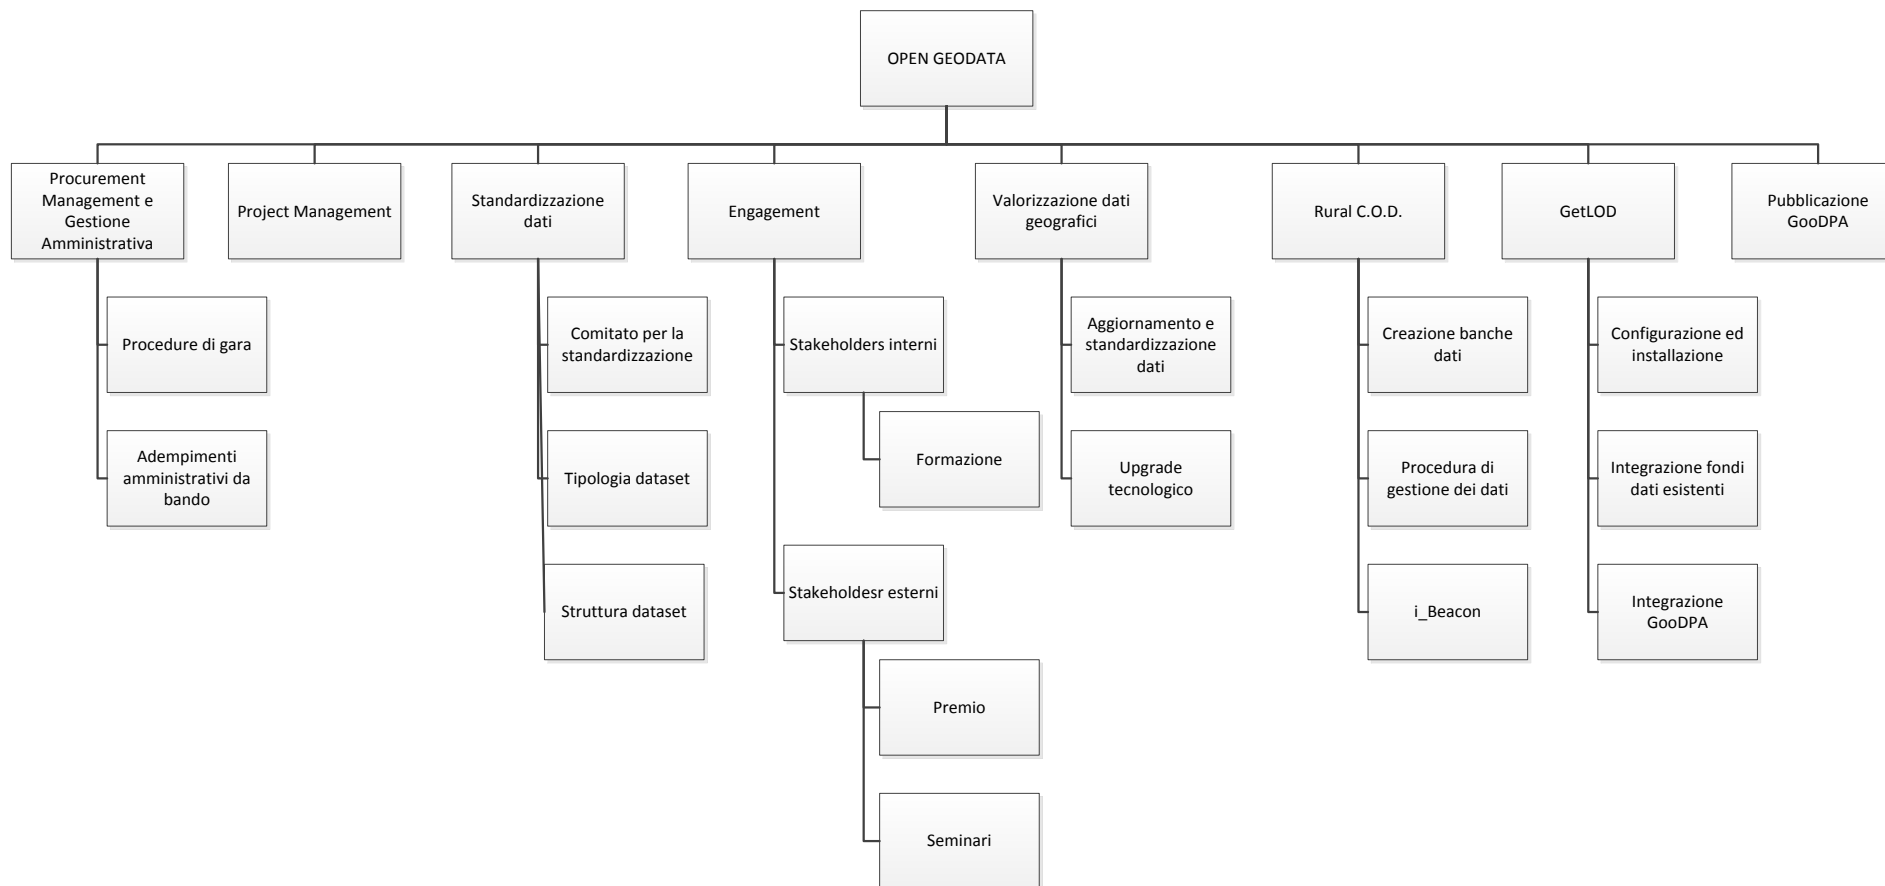 OPEN GEODATA
Procurement
Management e
Gestione
Amministrativa
Project Management
Standardizzazione
dati
Engagement
Valorizzazione dati
geografici
Rural C.O.D.
GetLOD
Pubblicazione
GooDPA
Procedure di gara
Adempimenti
amministrativi da
bando
Comitato per la
standardizzazione
Tipologia dataset
Struttura dataset
Stakeholders interni
Formazione
Stakeholdesr esterni
Premio
Seminari
Aggiornamento e
standardizzazione
dati
Upgrade
tecnologico
Creazione banche
dati
Procedura di
gestione dei dati
i_Beacon
Configurazione ed
installazione
Integrazione fondi
dati esistenti
Integrazione
GooDPA